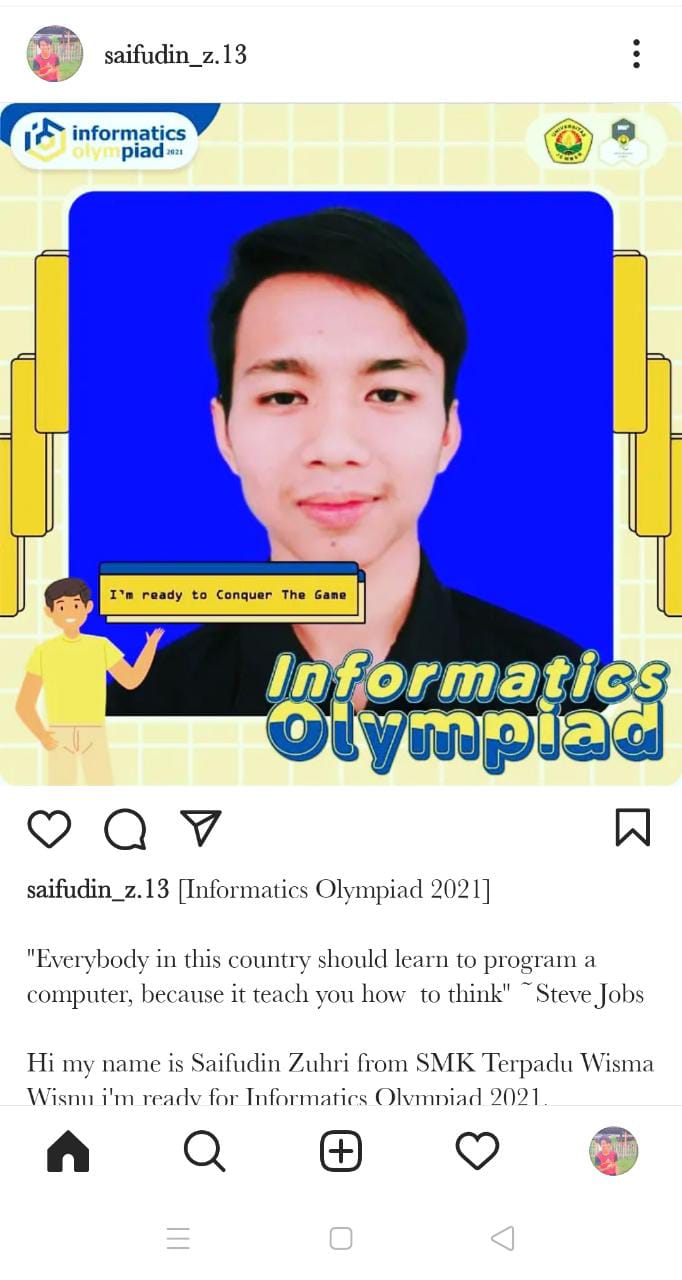 saifudin_z.13
informatics
olympiad 2021
UNIVERSITAS
JEMBER
I'm ready to Conquer The Game
Informatics
Olympiad
saifudin_z.13 [Informatics Olympiad 2021]
"Everybody in this country should learn to program a
computer, because it teach you how  to think" ~Steve Jobs
Hi my name is Saifudin Zuhri from SMK Terpadu Wisma
Wisnu i'm ready for Informatics Olympiad 2021.